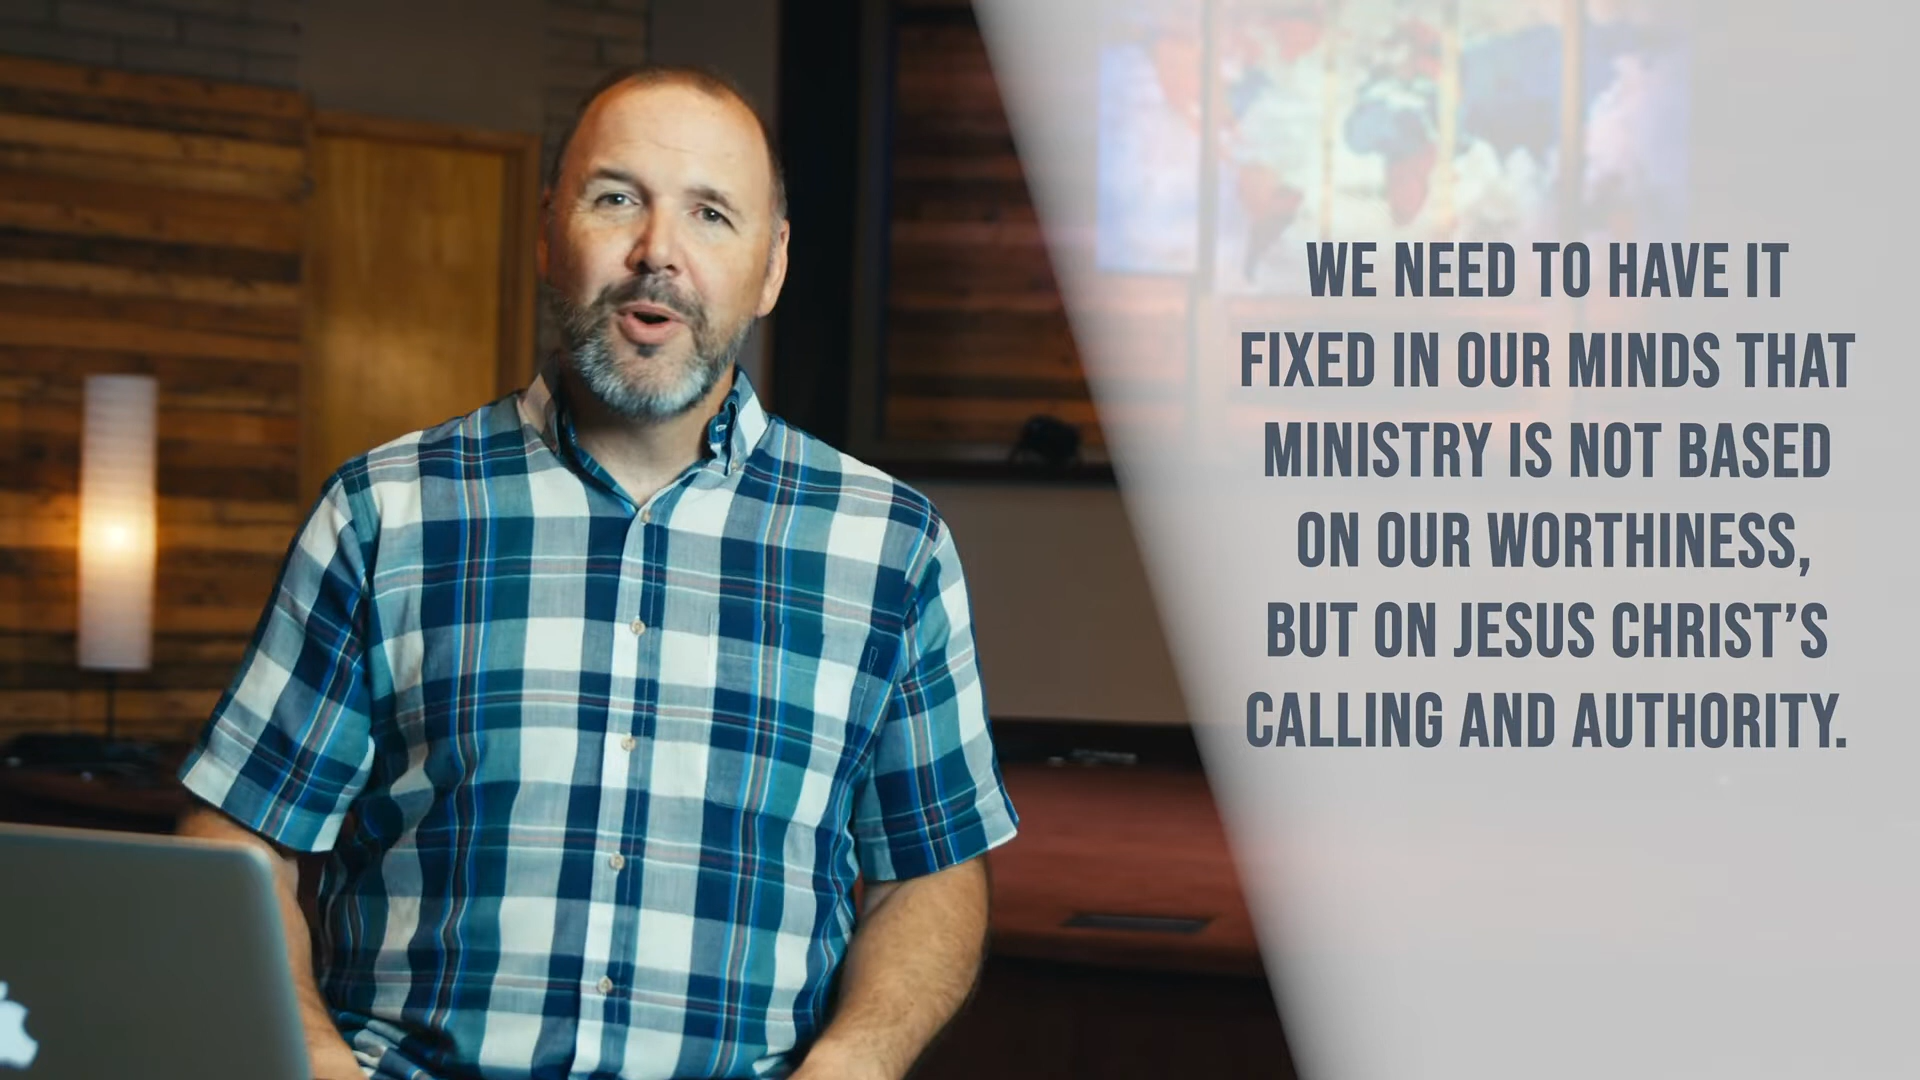 WE NEED TO HAVE IT
FIXED IN OUR MINDS THAT
MINISTRY IS NOT BASED
ON OUR WORTHINESS,
BUT ON JESUS CHRIST’S
CALLING AND AUTHORITY.